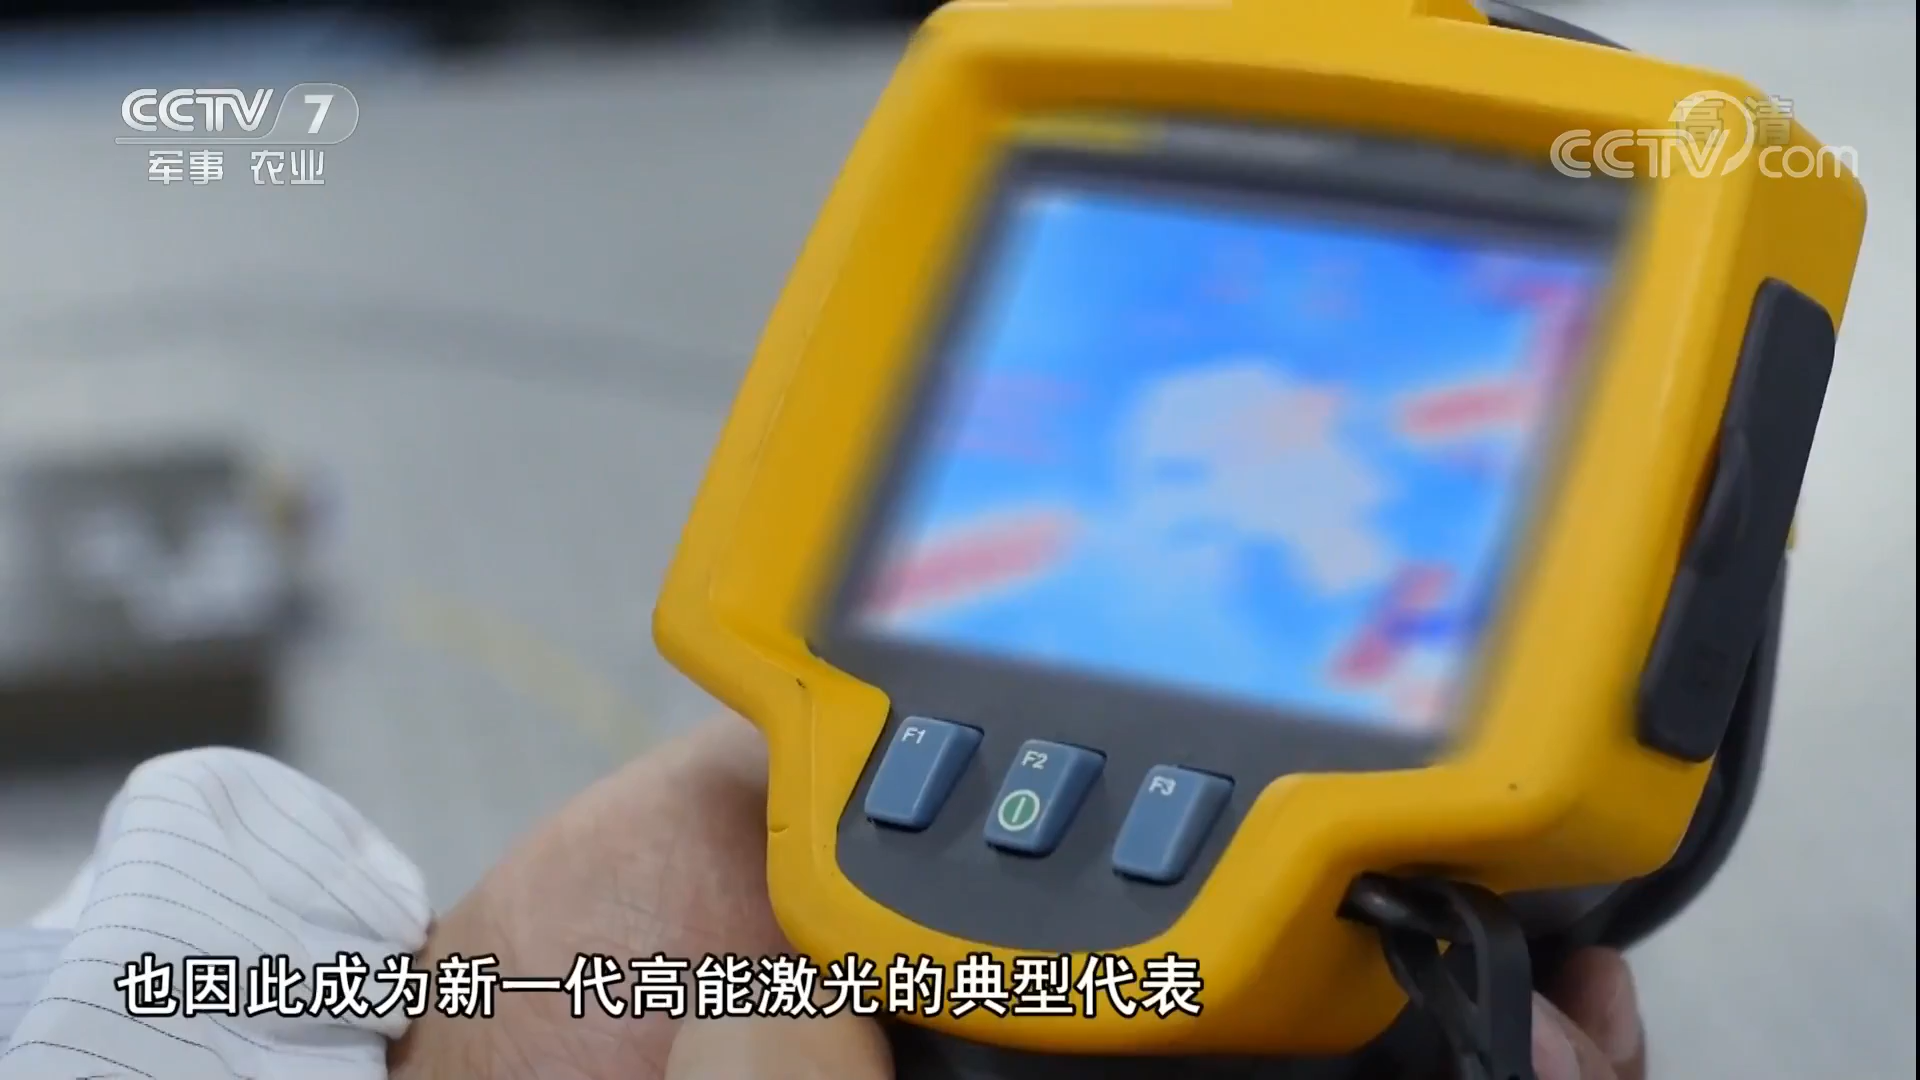 CCTV 7
军事 农业
高清
CCTV.com
F1
F2
F3
也因此成为新一代高能激光的典型代表